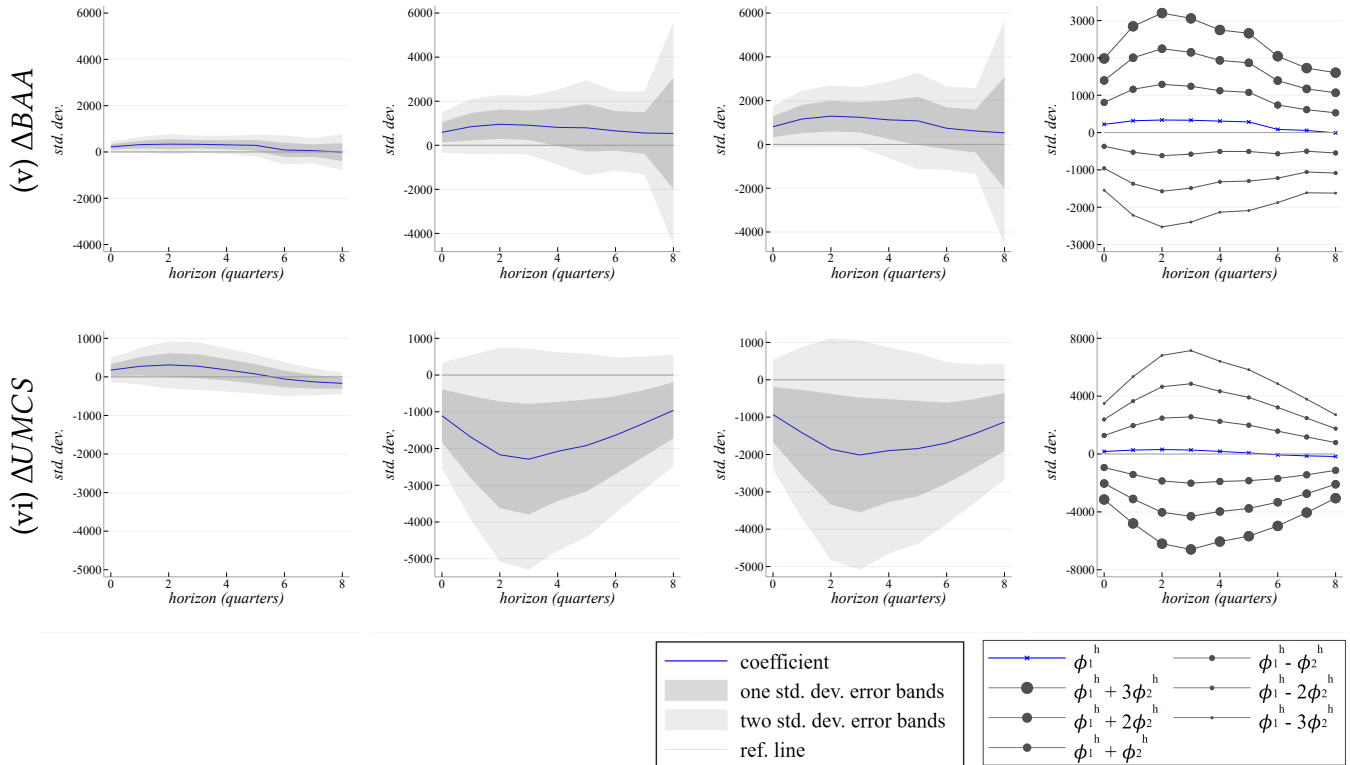 (v) ΔBAA
std. dev.
6000
4000
2000
0
-2000
-4000
0 2 4 6 8
horizon (quarters)
std. dev.
6000
4000
2000
0
-2000
-4000
0 2 4 6 8
horizon (quarters)
std. dev.
6000
4000
2000
0
-2000
-4000
0 2 4 6 8
horizon (quarters)
std. dev.
3000
2000
1000
0
-1000
-2000
-3000
0 2 4 6 8
horizon (quarters)
(vi) ΔUMCS
std. dev.
1000
0
-1000
-2000
-3000
-4000
-5000
0 2 4 6 8
horizon (quarters)
std. dev.
1000
0
-1000
-2000
-3000
-4000
-5000
0 2 4 6 8
horizon (quarters)
std. dev.
1000
0
-1000
-2000
-3000
-4000
-5000
0 2 4 6 8
horizon (quarters)
std. dev.
8000
4000
0
-4000
-8000
0 2 4 6 8
horizon (quarters)
coefficient
one std. dev. error bands
two std. dev. error bands
ref. line
ϕ₁ʰ
ϕ₁ʰ + 3ϕ₂ʰ
ϕ₁ʰ + 2ϕ₂ʰ
ϕ₁ʰ + ϕ₂ʰ
ϕ₁ʰ - ϕ₂ʰ
ϕ₁ʰ - 2ϕ₂ʰ
ϕ₁ʰ - 3ϕ₂ʰ